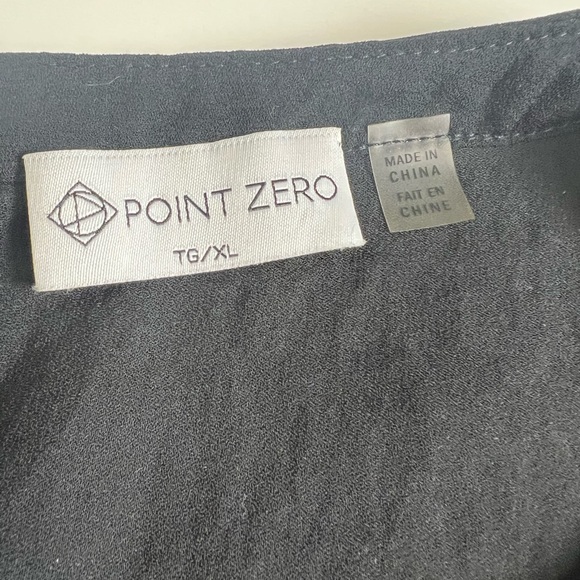 POINT ZERO
TG/XL
MADE IN
CHINA
FAIT EN
CHINE